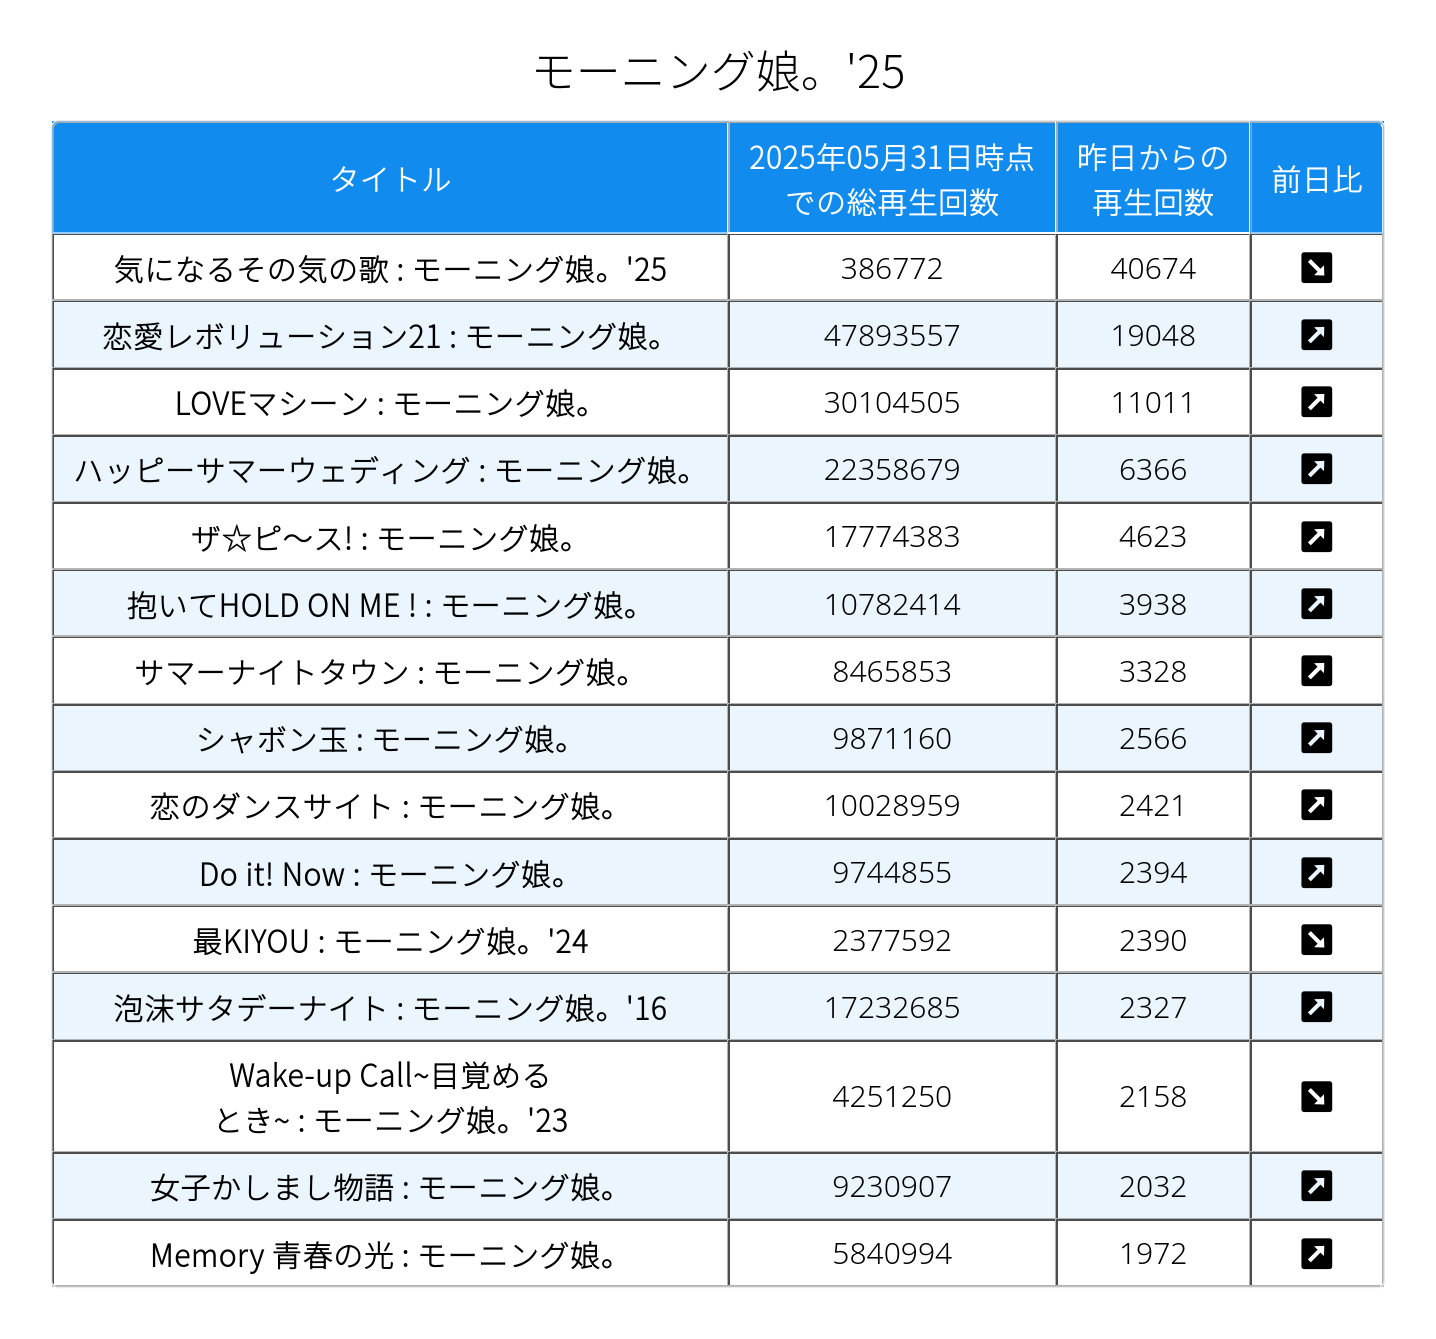 モーニング娘。'25
タイトル
2025年05月31日時点
での総再生回数
昨日からの
再生回数
前日比
気になるその気の歌 : モーニング娘。'25
386772
40674
恋愛レボリューション21 : モーニング娘。
47893557
19048
LOVEマシーン : モーニング娘。
30104505
11011
ハッピーサマーウェディング : モーニング娘。
22358679
6366
ザ☆ピ〜ス! : モーニング娘。
17774383
4623
抱いてHOLD ON ME ! : モーニング娘。
10782414
3938
サマーナイトタウン : モーニング娘。
8465853
3328
シャボン玉 : モーニング娘。
9871160
2566
恋のダンスサイト : モーニング娘。
10028959
2421
Do it! Now : モーニング娘。
9744855
2394
最KIYOU : モーニング娘。'24
2377592
2390
泡沫サタデーナイト : モーニング娘。'16
17232685
2327
Wake-up Call~目覚める
とき~ : モーニング娘。'23
4251250
2158
女子かしまし物語 : モーニング娘。
9230907
2032
Memory 青春の光 : モーニング娘。
5840994
1972